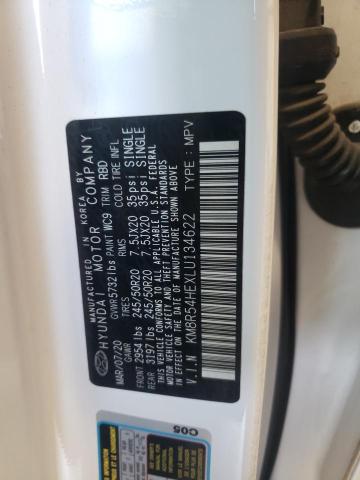 MANUFACTURED IN KOREA BY
HYUNDAI MOTOR COMPANY
MAR/07/20
GVWR 5732 lbs
PAINT WC9
TRIM RBD
GAWR
TIRES
RIMS
COLD TIRE INFL
FRONT 2954 lbs 245/50R20 7.5JX20 35psi SINGLE
REAR 3197 lbs 245/50R20 7.5JX20 35psi SINGLE
THIS VEHICLE CONFORMS TO ALL APPLICABLE U.S.A. FEDERAL
MOTOR VEHICLE SAFETY AND THEFT PREVENTION STANDARDS
IN EFFECT ON THE DATE OF MANUFACTURE SHOWN ABOVE.
V.I.N KM8R54HEXLU134622 TYPE : MPV
C05